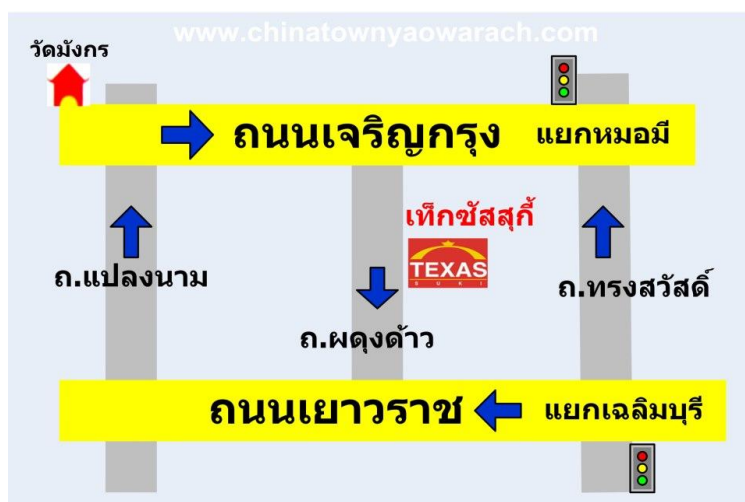 www.chinatownyaowarach.com
วัดมังกร
ถนนเจริญกรุง
แยกหมอมี
เท็กซัสสุกี้
TEXAS
SUKI
ถ.แปลงนาม
ถ.ทรงสวัสดิ์
ถ.ผดุงด้าว
ถนนเยาวราช
แยกเฉลิมบุรี